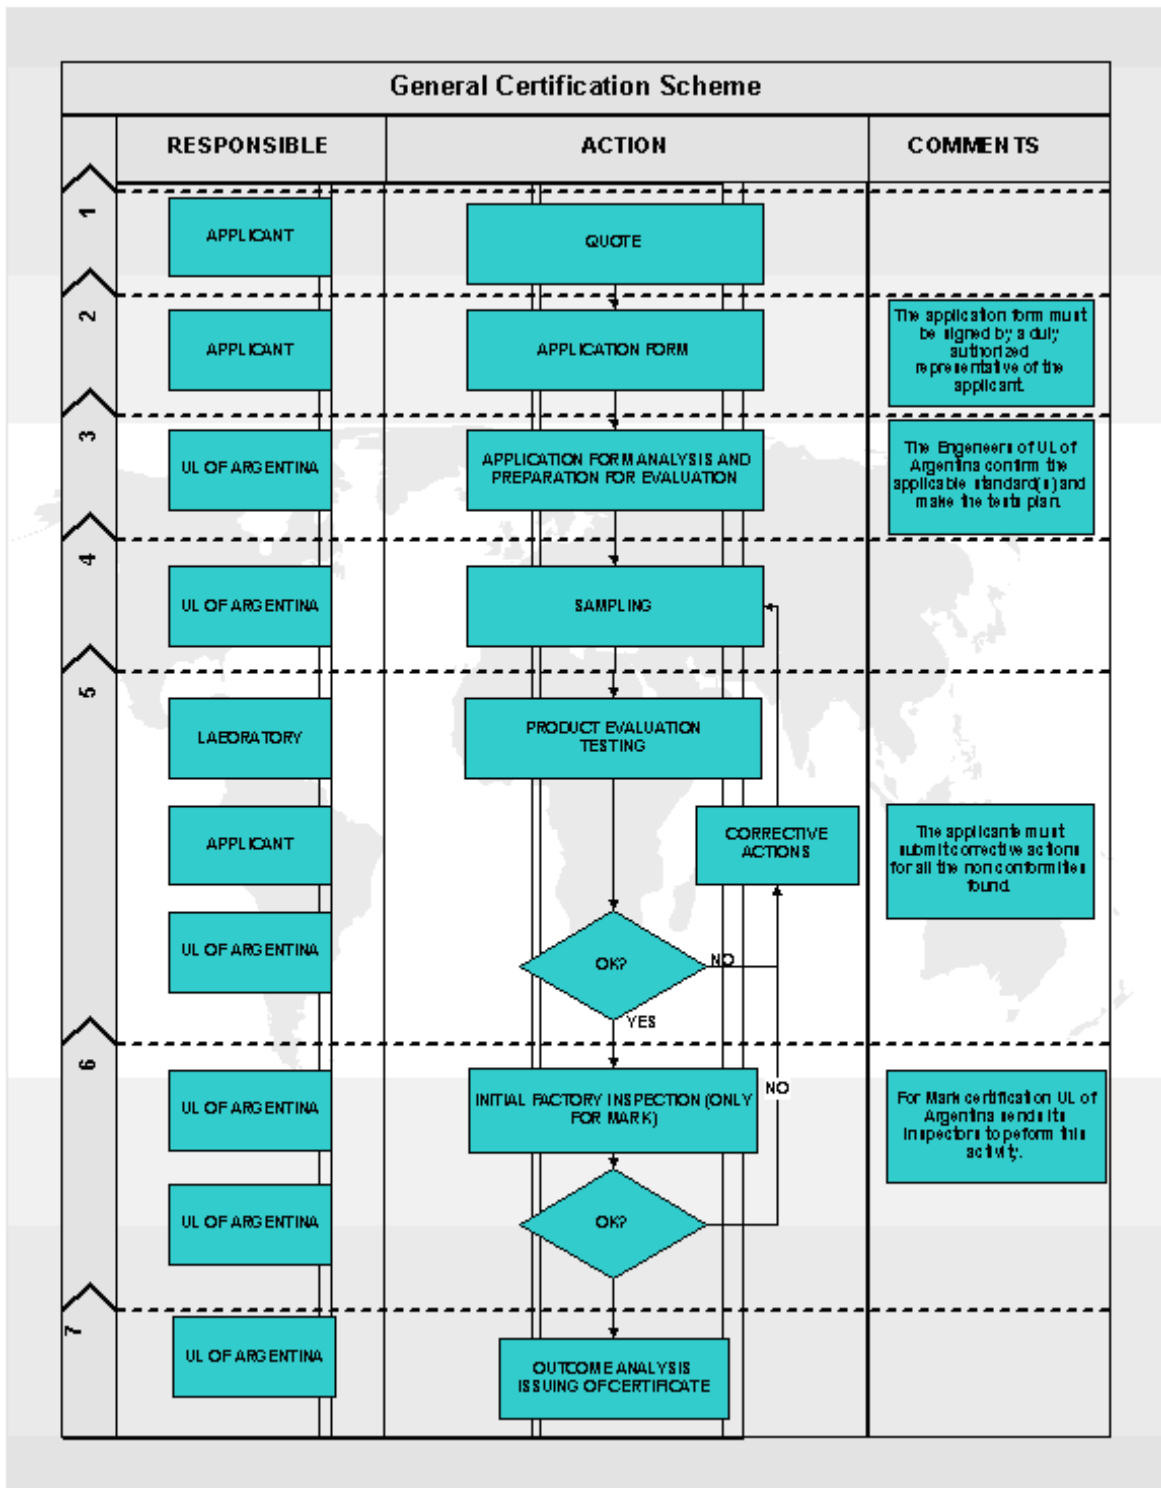 General Certification Scheme
RESPONSIBLE
ACTION
COMMENTS
1
APPLICANT
QUOTE
2
APPLICANT
APPLICATION FORM
The application form must
be signed by a duly
authorized
representative of the
applicant.
3
UL OF ARGENTINA
APPLICATION FORM ANALYSIS AND
PREPARATION FOR EVALUATION
The Engeneers of UL of
Argentina confirm the
applicable standard(s) and
make the tests plan.
4
UL OF ARGENTINA
SAMPLING
5
LABORATORY
PRODUCT EVALUATION
TESTING
APPLICANT
CORRECTIVE
ACTIONS
The applicants must
submit corrective actions
for all the non conformities
found.
UL OF ARGENTINA
OK?
NO
YES
6
UL OF ARGENTINA
INITIAL FACTORY INSPECTION (ONLY
FOR MARK)
NO
For Mark certification UL of
Argentina sends its
inspectors to peform this
activity.
UL OF ARGENTINA
OK?
7
UL OF ARGENTINA
OUTCOME ANALYSIS
ISSUING OF CERTIFICATE